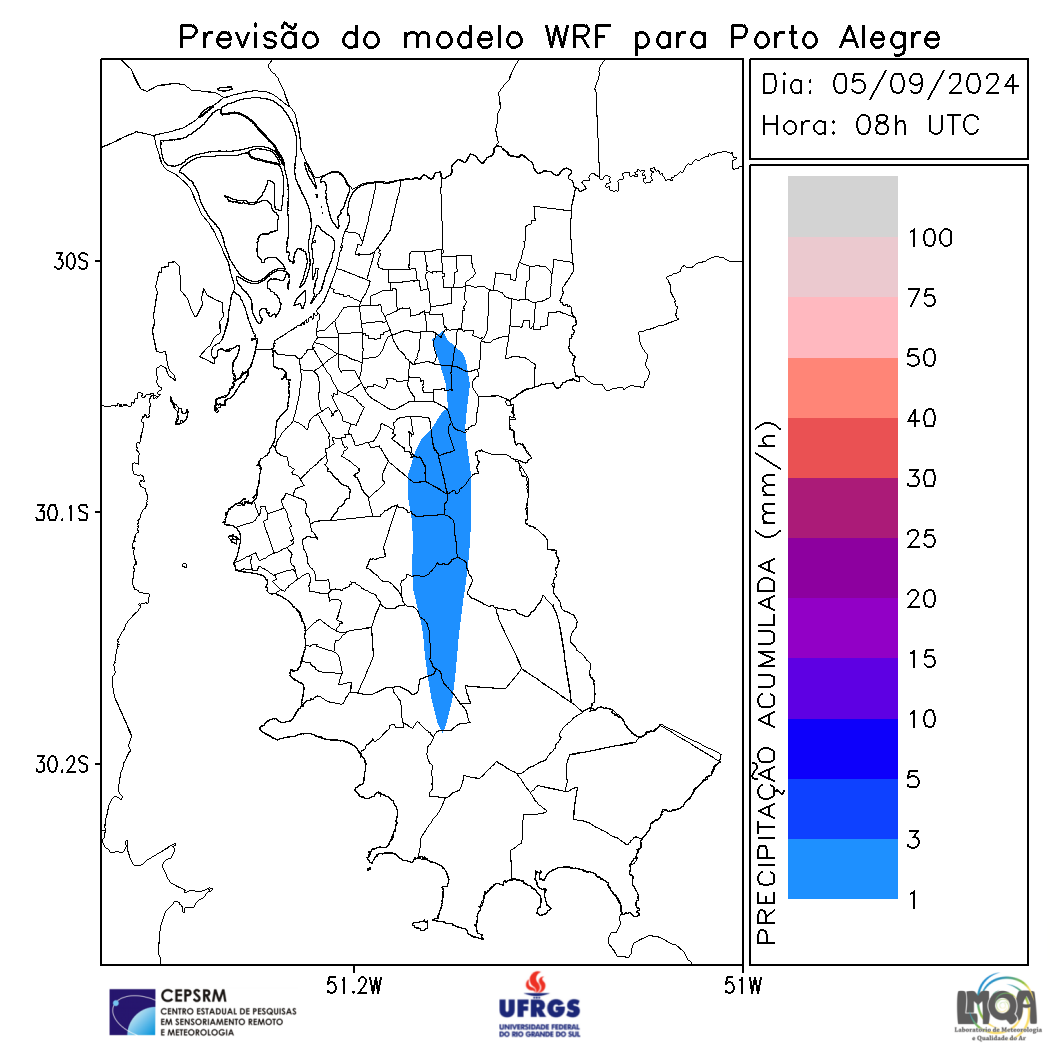 Previsão do modelo WRF para Porto Alegre
Dia: 05/09/2024
Hora: 08h UTC
30S
30.1S
30.2S
51.2W
51W
PRECIPITAÇÃO ACUMULADA (mm/h)
100
75
50
40
30
25
20
15
10
5
3
1
CEPSRM
CENTRO ESTADUAL DE PESQUISAS
EM SENSORIAMENTO REMOTO
E METEOROLOGIA
UFRGS
UNIVERSIDADE FEDERAL
DO RIO GRANDE DO SUL
LMQA
Laboratório de Meteorologia
e Qualidade do Ar